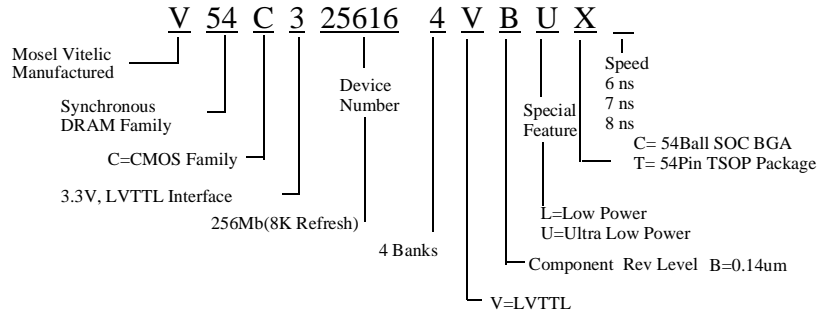 V 54 C 3 25616 4 V B U X _
Mosel Vitelic
Manufactured
Synchronous
DRAM Family
C=CMOS Family
3.3V, LVTTL Interface
Device
Number
256Mb(8K Refresh)
4 Banks
V=LVTTL
Component Rev Level B=0.14um
Special
Feature
L=Low Power
U=Ultra Low Power
C= 54Ball SOC BGA
T= 54Pin TSOP Package
Speed
6 ns
7 ns
8 ns